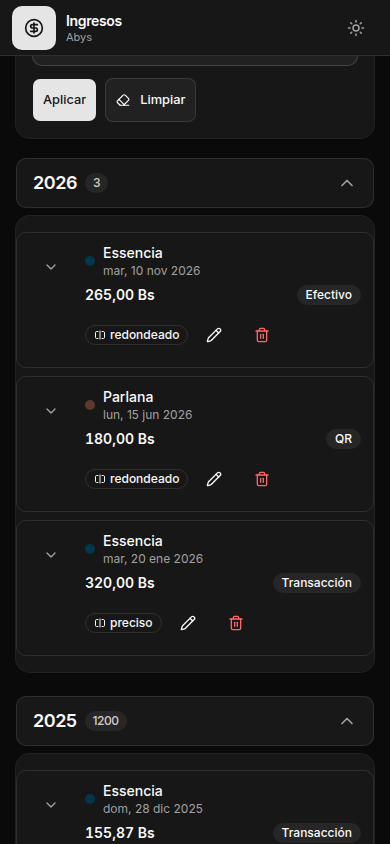 Ingresos
Abys
Aplicar
Limpiar
2026 3
Essencia
mar, 10 nov 2026
265,00 Bs
Efectivo
redondeado
Parlana
lun, 15 jun 2026
180,00 Bs
QR
redondeado
Essencia
mar, 20 ene 2026
320,00 Bs
Transacción
preciso
2025 1200
Essencia
dom, 28 dic 2025
155,87 Bs
Transacción